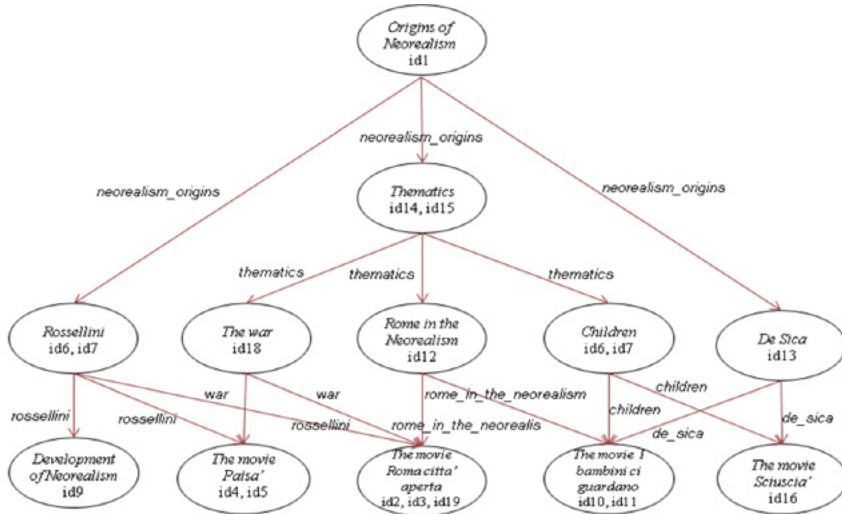 Origins of
Neorealism
id1
neorealism_origins
neorealism_origins
neorealism_origins
Thematics
id14, id15
thematics
thematics
thematics
Rossellini
id6, id7
The war
id18
Rome in the
Neorealism
id12
Children
id6, id7
De Sica
id13
rossellini
rossellini
war
war
rossellini
rome_in_the_neorealism
rome_in_the_neorealis
children
children
de_sica
de_sica
Development
of Neorealism
id9
The movie
Paisa'
id4, id5
The movie
Roma citta'
aperta
id2, id3, id19
The movie I
bambini ci
guardano
id10, id11
The movie
Sciuscia'
id16